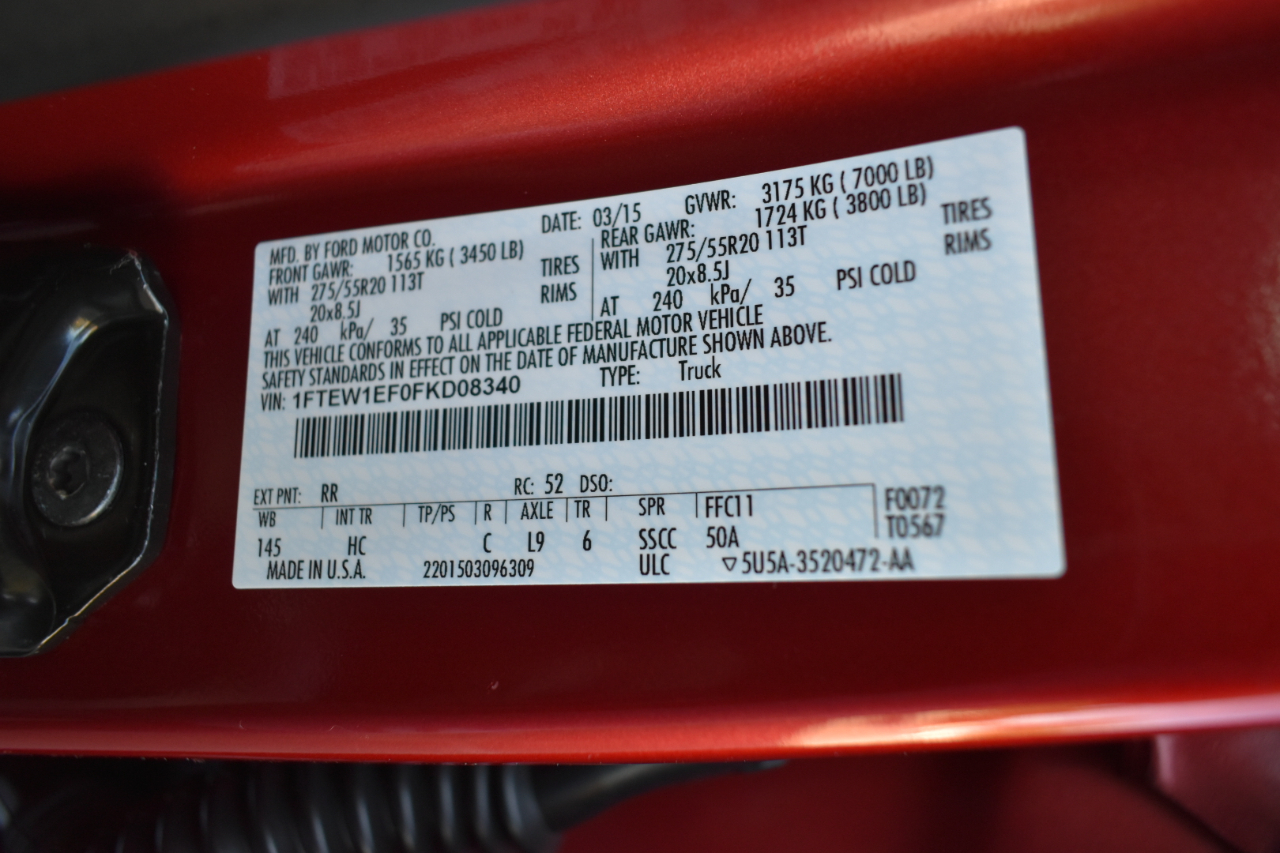 MFD. BY FORD MOTOR CO. DATE: 03/15 GVWR: 3175 KG ( 7000 LB)
FRONT GAWR: 1565 KG ( 3450 LB) REAR GAWR: 1724 KG ( 3800 LB)
WITH 275/55R20 113T TIRES WITH 275/55R20 113T TIRES
20x8.5J RIMS 20x8.5J RIMS
AT 240 kPa/ 35 PSI COLD AT 240 kPa/ 35 PSI COLD
THIS VEHICLE CONFORMS TO ALL APPLICABLE FEDERAL MOTOR VEHICLE
SAFETY STANDARDS IN EFFECT ON THE DATE OF MANUFACTURE SHOWN ABOVE.
VIN: 1FTEW1EF0FKD08340 TYPE: Truck
EXT PNT: RR RC: 52 DSO:
WB INT TR TP/PS R AXLE TR SPR FFC11 F0072
145 HC C L9 6 SSCC 50A T0567
MADE IN U.S.A. 2201503096309 ULC ▽5U5A-3520472-AA